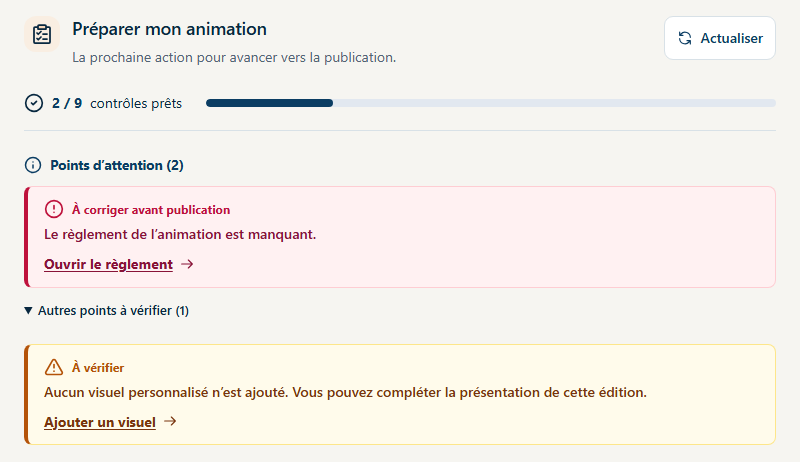 Préparer mon animation
La prochaine action pour avancer vers la publication.
Actualiser
2 / 9 contrôles prêts
Points d’attention (2)
À corriger avant publication
Le règlement de l’animation est manquant.
Ouvrir le règlement →
▼ Autres points à vérifier (1)
À vérifier
Aucun visuel personnalisé n’est ajouté. Vous pouvez compléter la présentation de cette édition.
Ajouter un visuel →